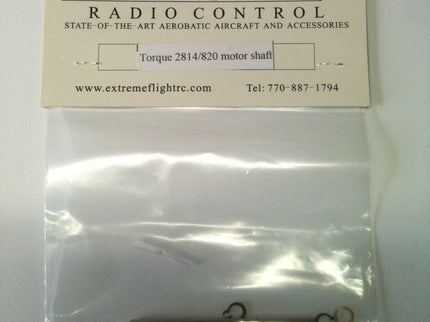 RADIO CONTROL
STATE-OF-THE-ART AEROBATIC AIRCRAFT AND ACCESSORIES
Torque 2814/820 motor shaft
www.extremeflightrc.com Tel: 770-887-1794